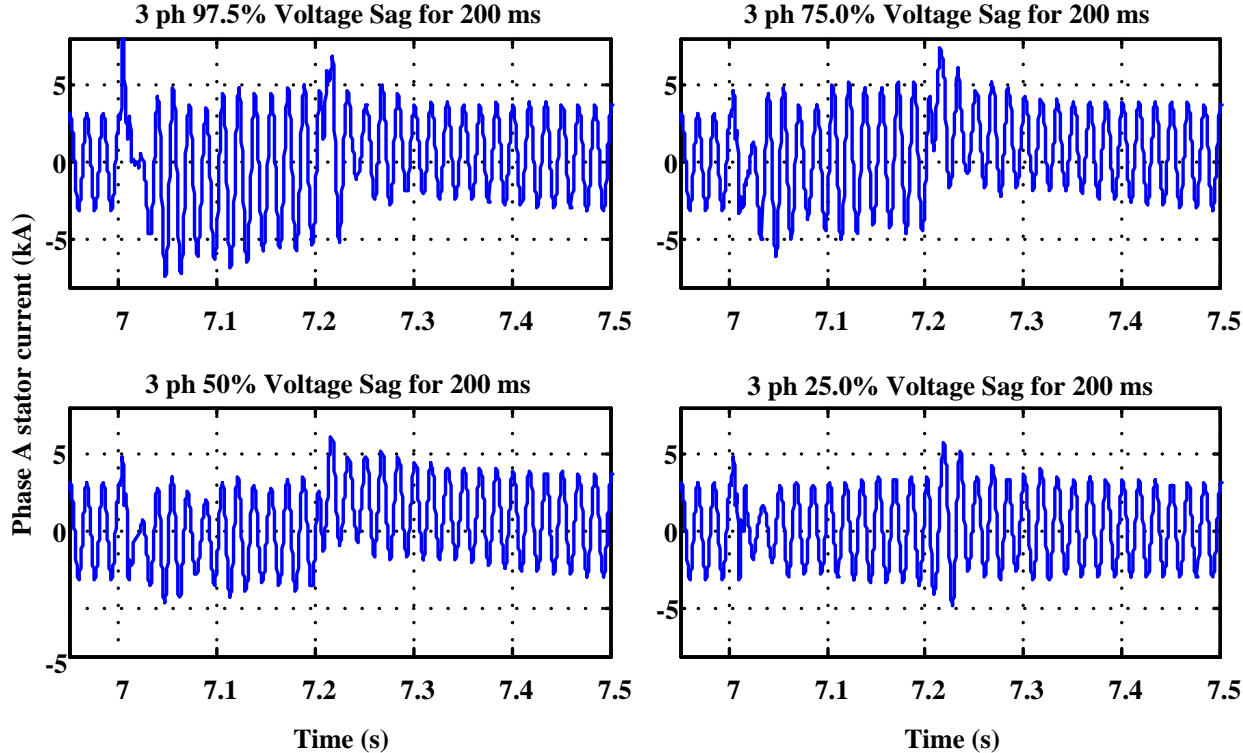 3 ph 97.5% Voltage Sag for 200 ms
3 ph 75.0% Voltage Sag for 200 ms
5
0
-5
7 7.1 7.2 7.3 7.4 7.5
5
0
-5
7 7.1 7.2 7.3 7.4 7.5
Phase A stator current (kA)
3 ph 50% Voltage Sag for 200 ms
3 ph 25.0% Voltage Sag for 200 ms
5
0
-5
7 7.1 7.2 7.3 7.4 7.5
5
0
-5
7 7.1 7.2 7.3 7.4 7.5
Time (s)
Time (s)